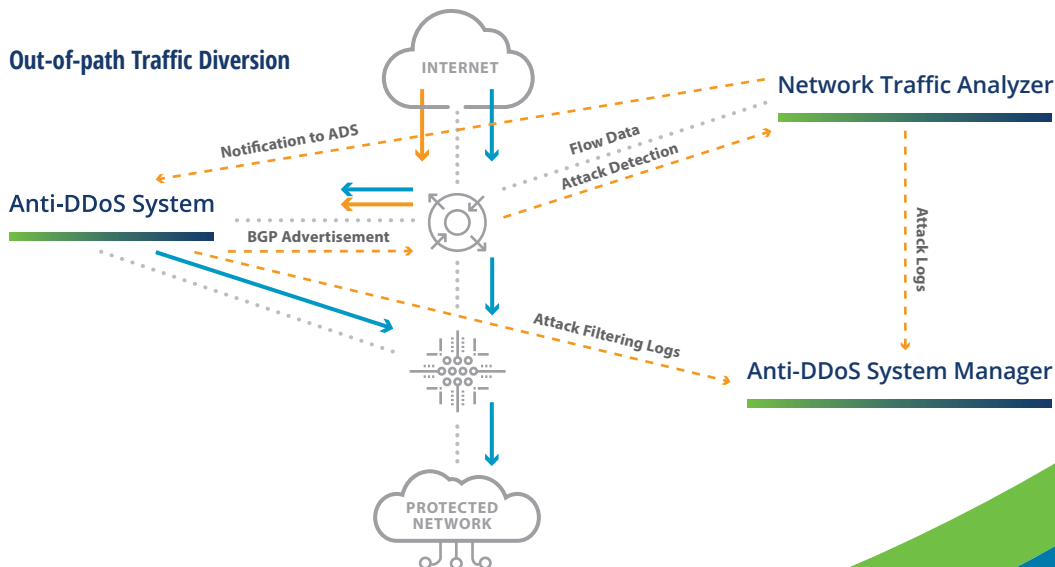 Out-of-path Traffic Diversion
INTERNET
Network Traffic Analyzer
Notification to ADS
Flow Data
Attack Detection
Anti-DDoS System
BGP Advertisement
Attack Logs
Attack Filtering Logs
Anti-DDoS System Manager
PROTECTED
NETWORK